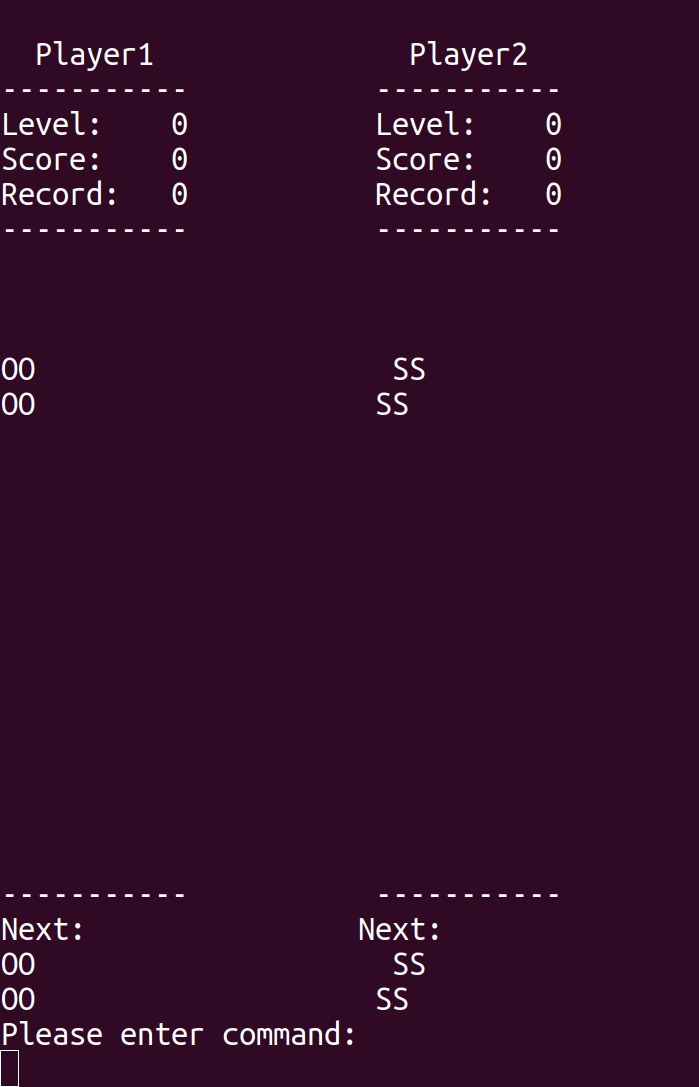 Player1               Player2
-----------           -----------
Level:    0           Level:    0
Score:    0           Score:    0
Record:   0           Record:   0
-----------           -----------
OO                     SS
OO                    SS
-----------           -----------
Next:                Next:
OO                     SS
OO                    SS
Please enter command: